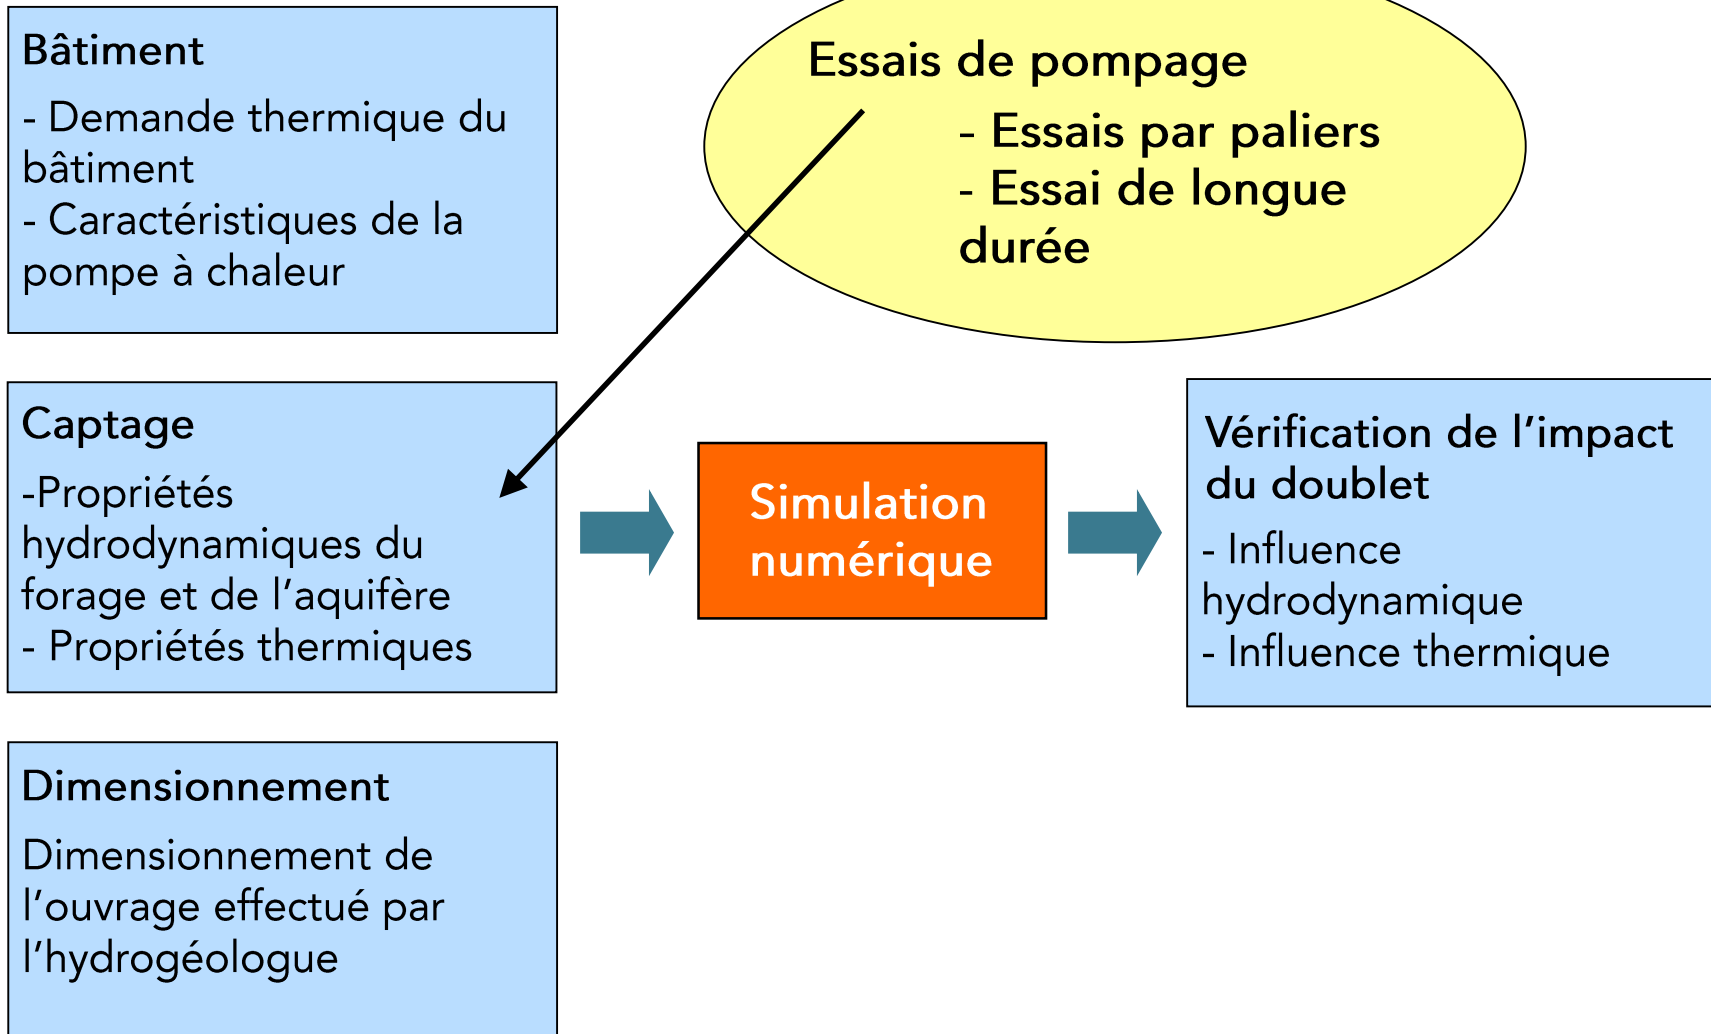 Bâtiment
- Demande thermique du
bâtiment
- Caractéristiques de la
pompe à chaleur
Essais de pompage
- Essais par paliers
- Essai de longue
durée
Captage
-Propriétés
hydrodynamiques du
forage et de l’aquifère
- Propriétés thermiques
Simulation
numérique
Vérification de l’impact
du doublet
- Influence
hydrodynamique
- Influence thermique
Dimensionnement
Dimensionnement de
l’ouvrage effectué par
l’hydrogéologue